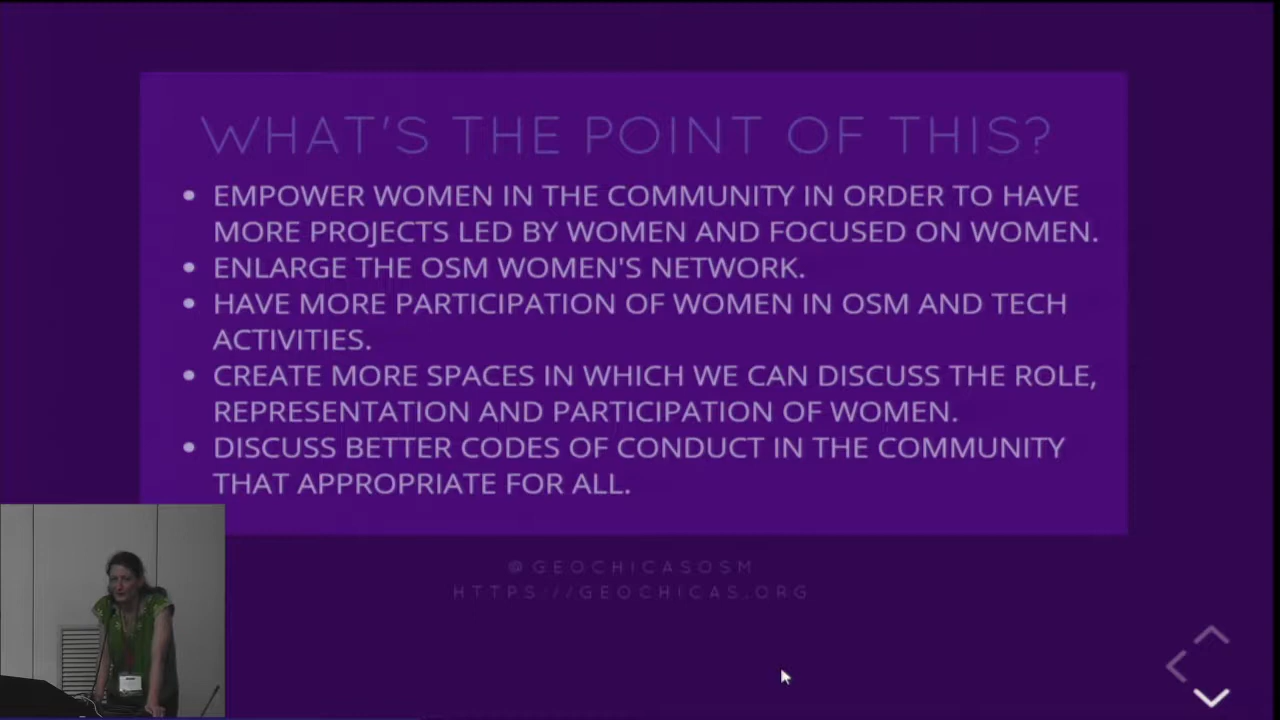 WHAT'S THE POINT OF THIS?
• EMPOWER WOMEN IN THE COMMUNITY IN ORDER TO HAVE
MORE PROJECTS LED BY WOMEN AND FOCUSED ON WOMEN.
• ENLARGE THE OSM WOMEN'S NETWORK.
• HAVE MORE PARTICIPATION OF WOMEN IN OSM AND TECH
ACTIVITIES.
• CREATE MORE SPACES IN WHICH WE CAN DISCUSS THE ROLE,
REPRESENTATION AND PARTICIPATION OF WOMEN.
• DISCUSS BETTER CODES OF CONDUCT IN THE COMMUNITY
THAT APPROPRIATE FOR ALL.
@GEOCHICASOSM
HTTPS://GEOCHICAS.ORG